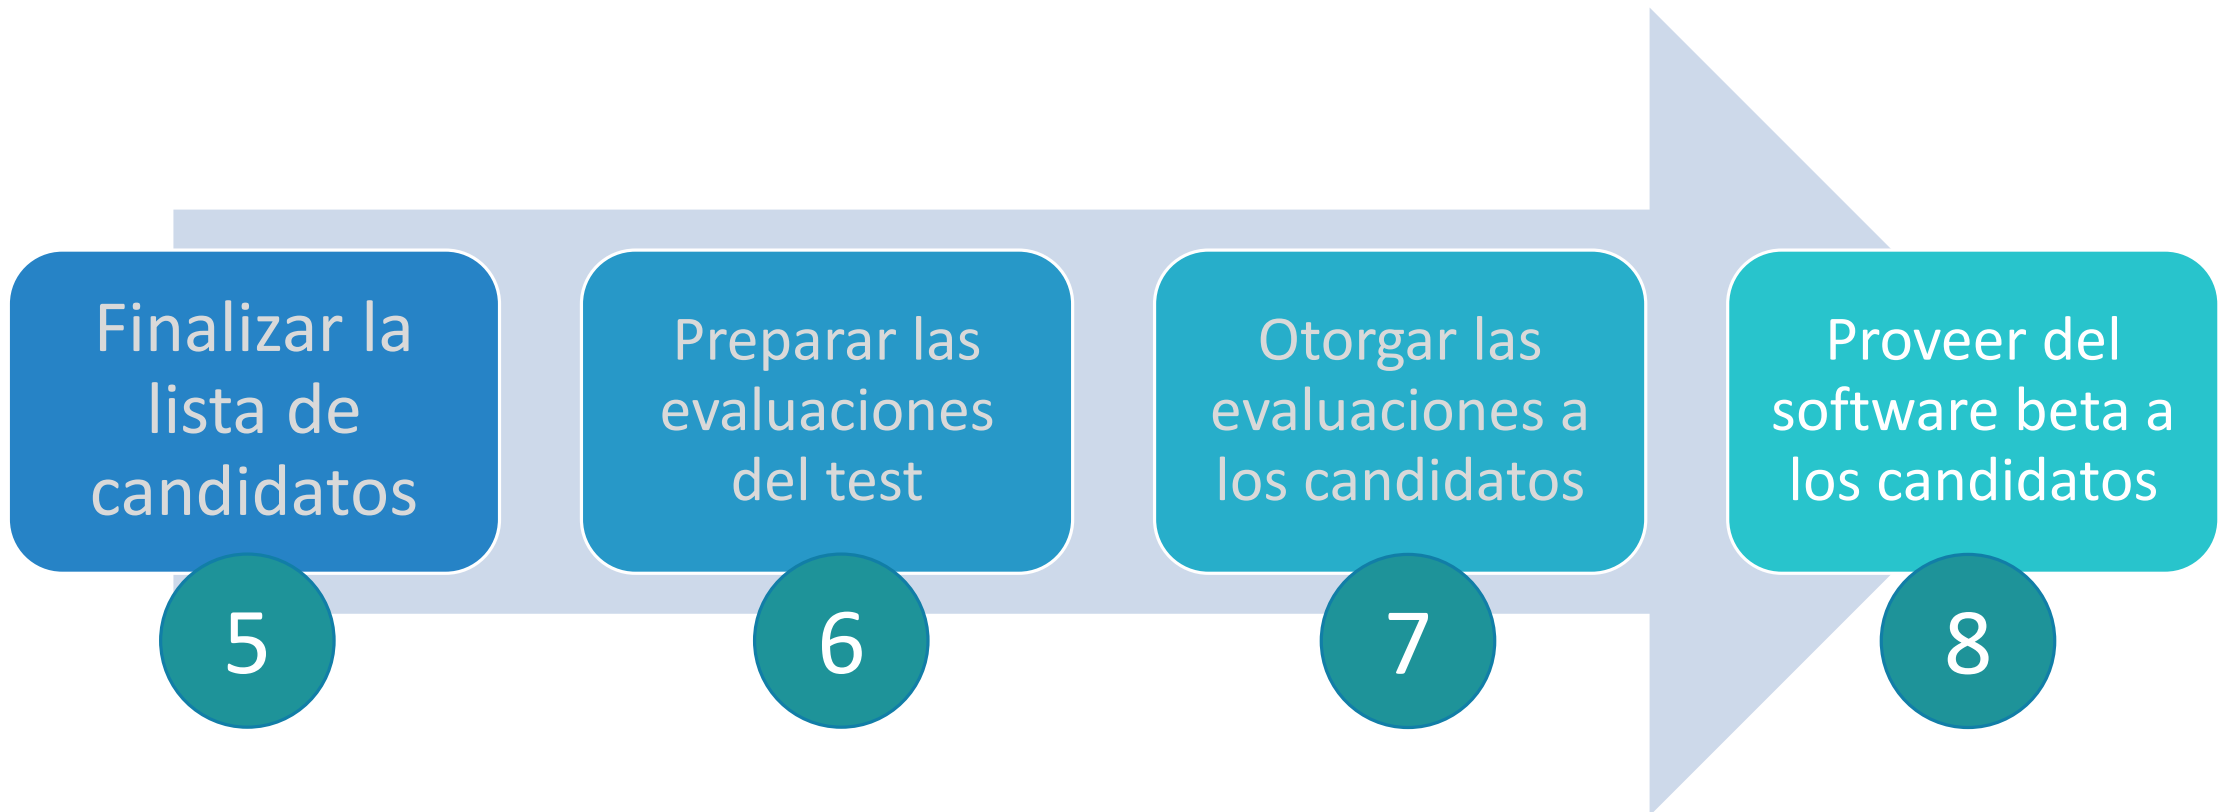 Finalizar la
lista de
candidatos
5
Preparar las
evaluaciones
del test
6
Otorgar las
evaluaciones a
los candidatos
7
Proveer del
software beta a
los candidatos
8